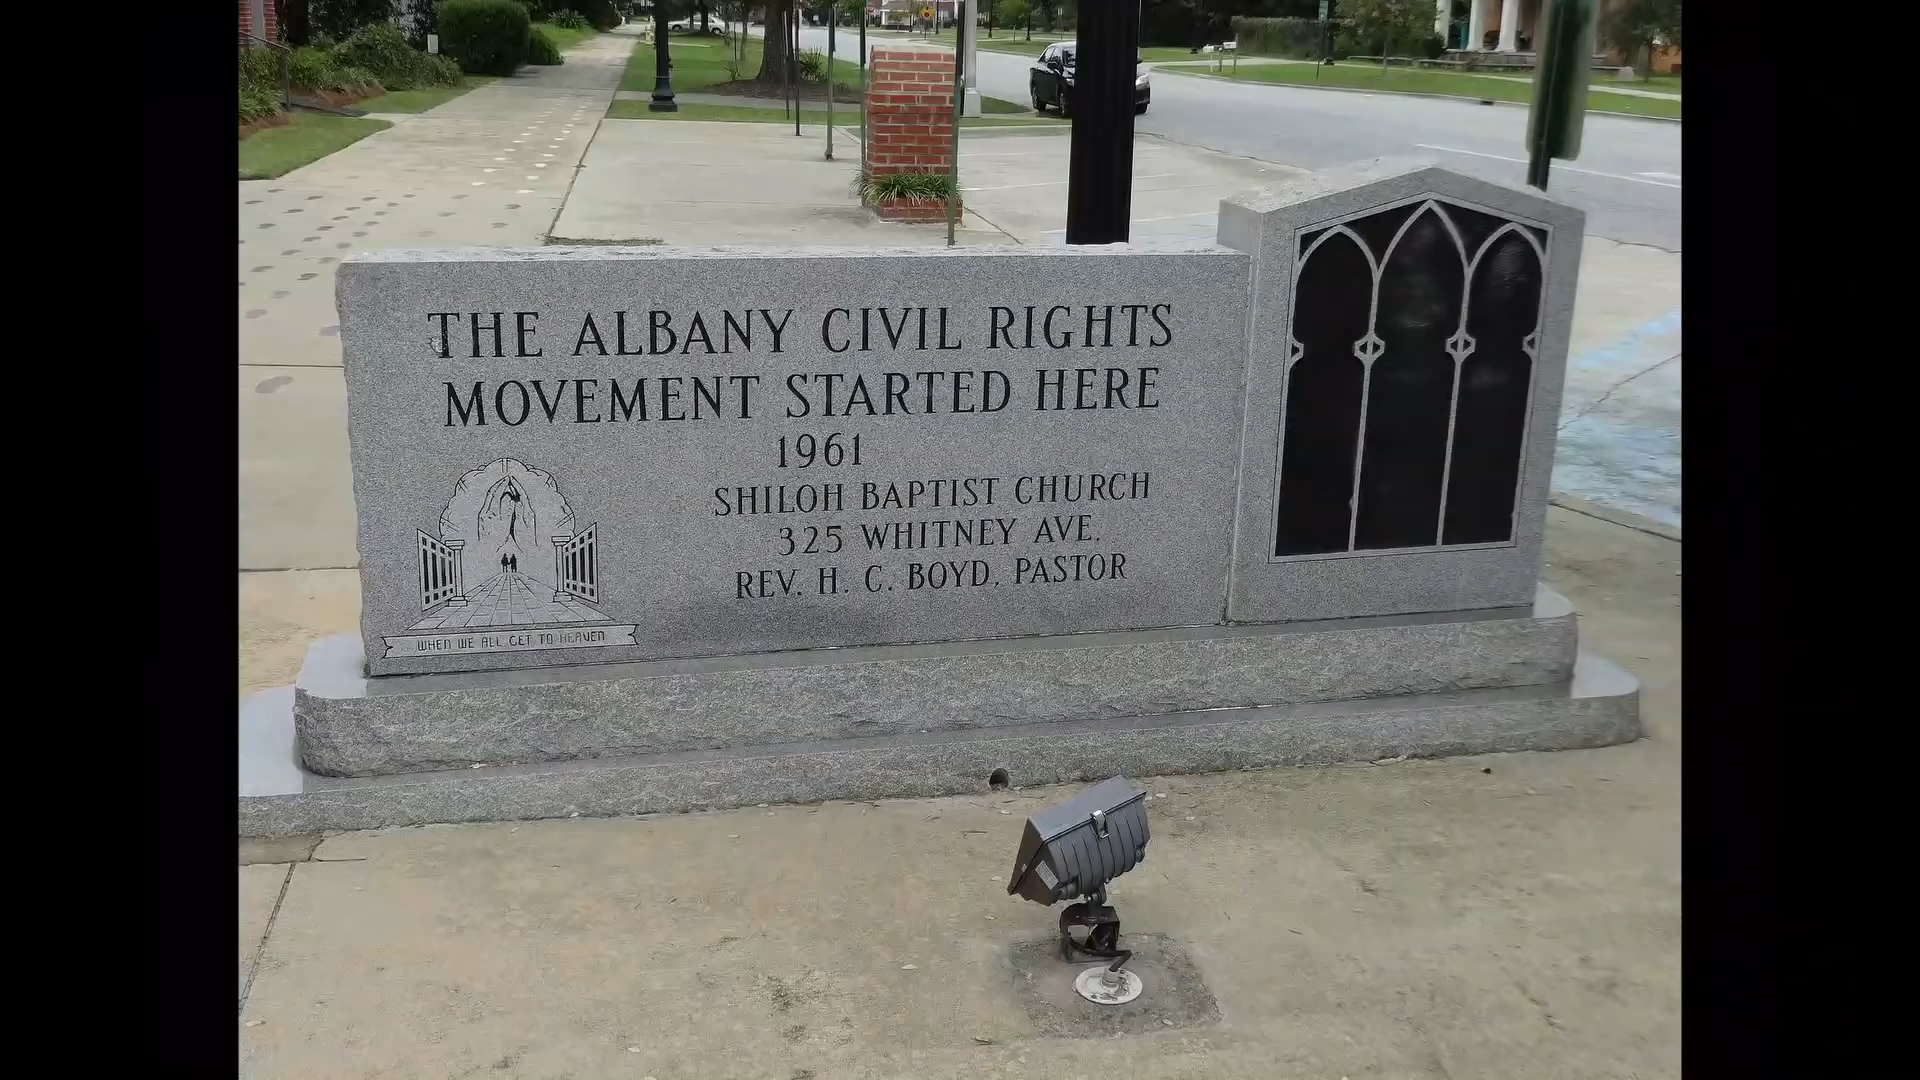 THE ALBANY CIVIL RIGHTS
MOVEMENT STARTED HERE
1961
SHILOH BAPTIST CHURCH
325 WHITNEY AVE.
REV. H. C. BOYD, PASTOR
WHEN WE ALL GET TO HEAVEN